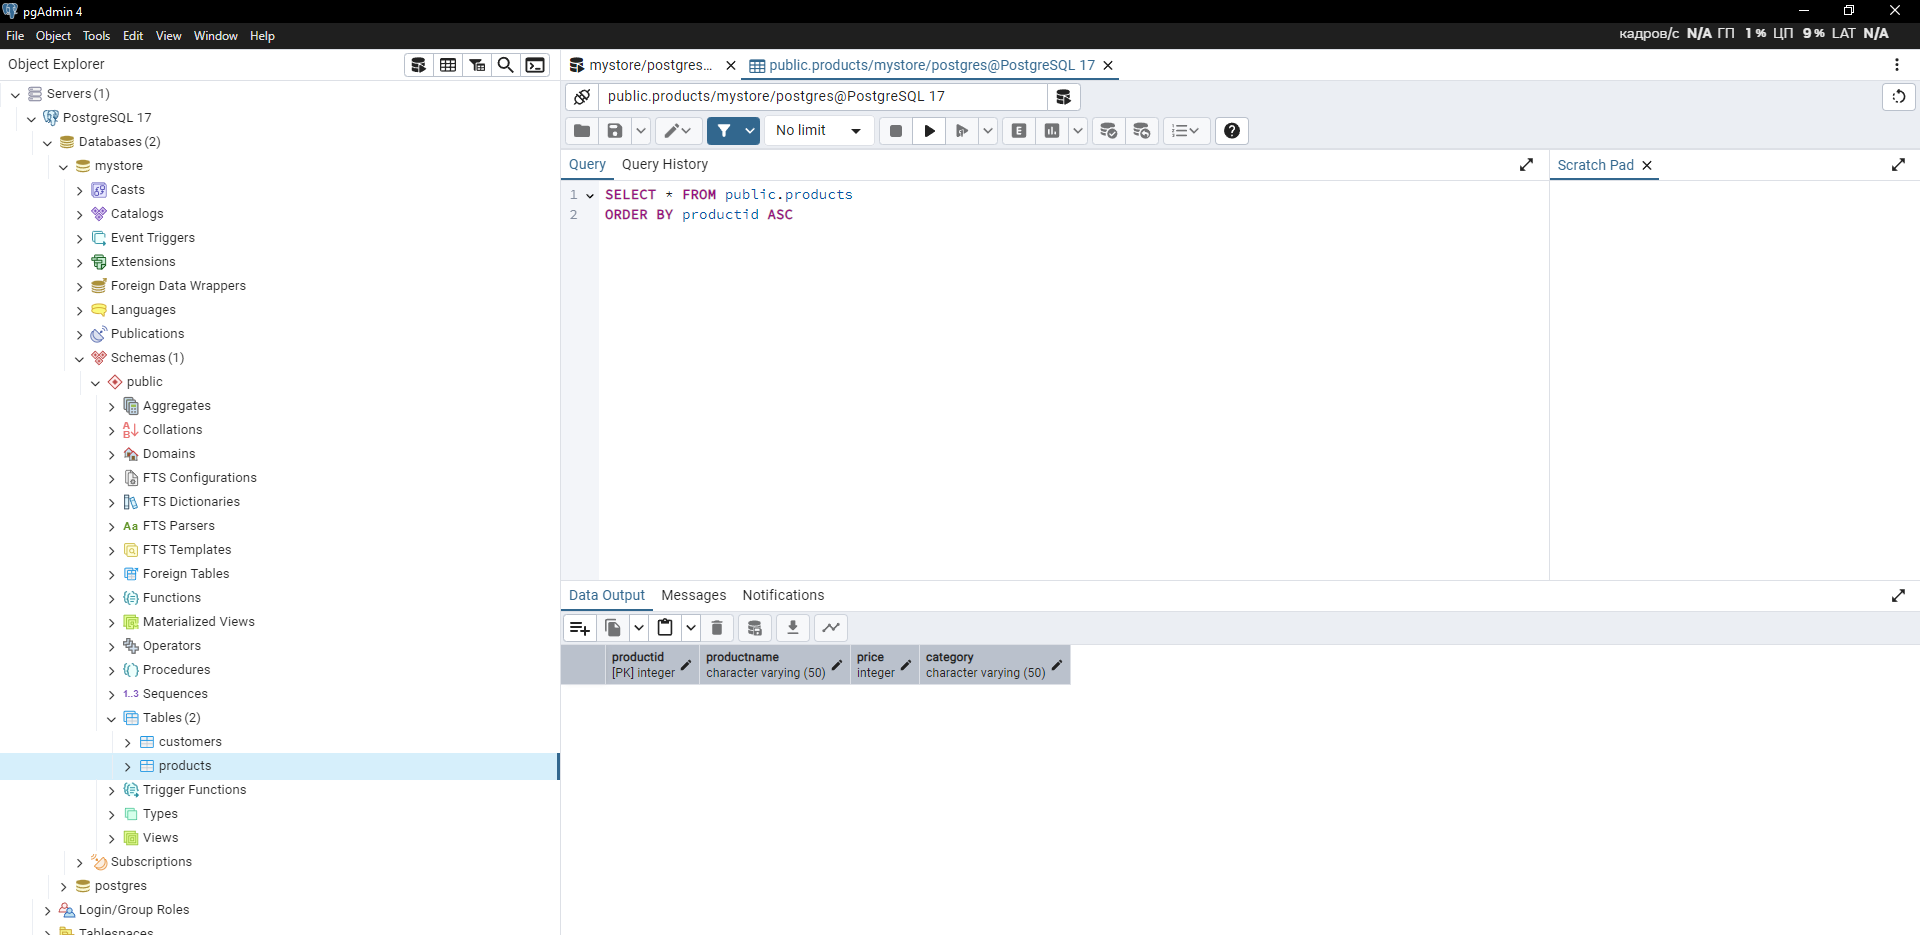 pgAdmin 4
File Object Tools Edit View Window Help
кадров/с N/A ГП 1 % ЦП 9 % LAT N/A
Object Explorer
mystore/postgres...
public.products/mystore/postgres@PostgreSQL 17
public.products/mystore/postgres@PostgreSQL 17
No limit
E
Query Query History
Scratch Pad
1 SELECT * FROM public.products
2 ORDER BY productid ASC
Servers (1)
PostgreSQL 17
Databases (2)
mystore
Casts
Catalogs
Event Triggers
Extensions
Foreign Data Wrappers
Languages
Publications
Schemas (1)
public
Aggregates
Collations
Domains
FTS Configurations
FTS Dictionaries
Aa FTS Parsers
FTS Templates
Foreign Tables
Functions
Materialized Views
Operators
Procedures
1..3 Sequences
Tables (2)
customers
products
Trigger Functions
Types
Views
Subscriptions
postgres
Login/Group Roles
Tablespaces
Data Output Messages Notifications
productid productname price category
[PK] integer character varying (50) integer character varying (50)